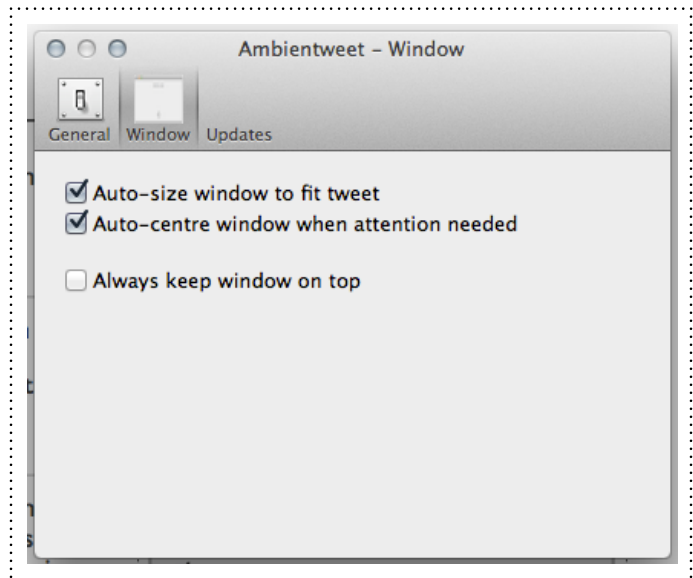 Ambientweet – Window
General Window Updates
Auto-size window to fit tweet
Auto-centre window when attention needed
Always keep window on top